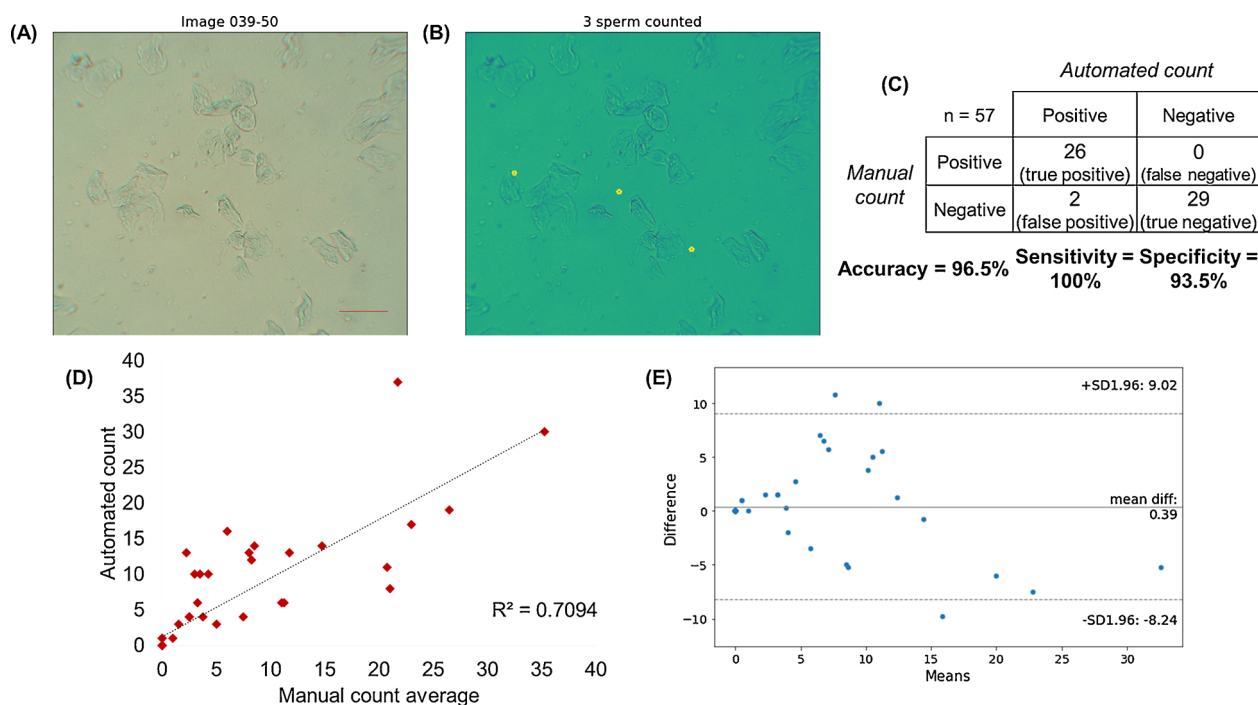 (A)
Image 039-50
(B)
3 sperm counted
(C)
Automated count
n = 57
Positive
Negative
Manual count
Positive
26
(true positive)
0
(false negative)
Negative
2
(false positive)
29
(true negative)
Accuracy = 96.5%
Sensitivity =
100%
Specificity =
93.5%
(D)
Automated count
40
35
30
25
20
15
10
5
0
R² = 0.7094
0
5
10
15
20
25
30
35
40
Manual count average
(E)
Difference
10
5
0
−5
−10
+SD1.96: 9.02
mean diff:
0.39
-SD1.96: -8.24
0
5
10
15
20
25
30
Means